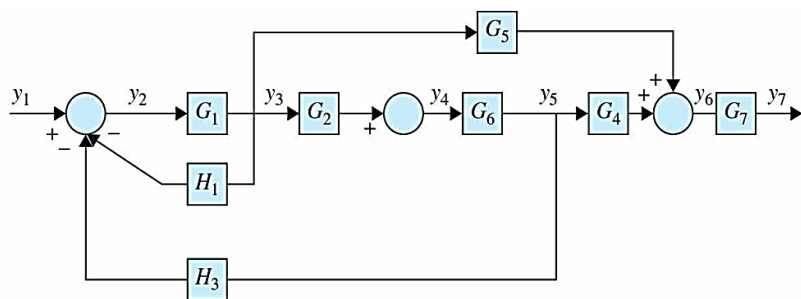 G5
y1 y2 G1 y3 G2 y4 G6 y5 G4 y6 G7 y7
+ − − + + +
H1
H3